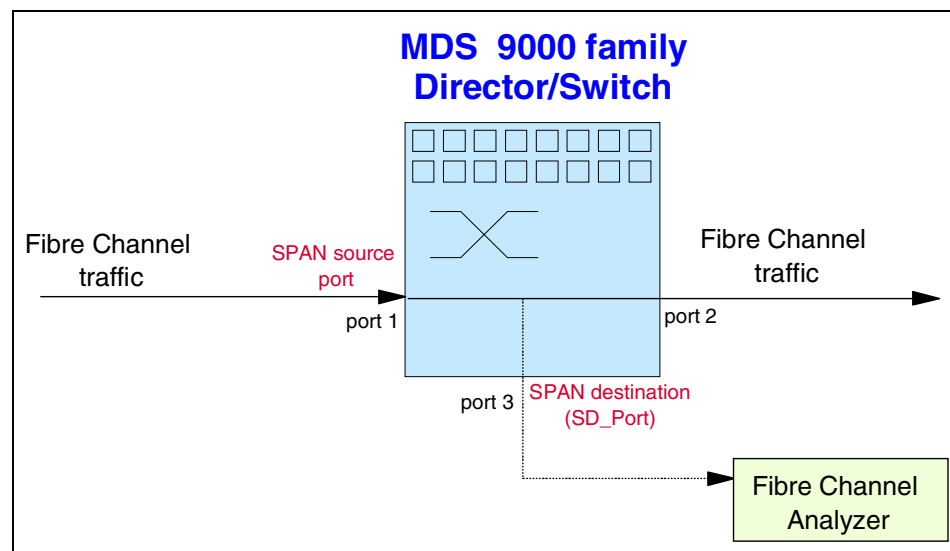 MDS 9000 family
Director/Switch
Fibre Channel
traffic
SPAN source
port
port 1
Fibre Channel
traffic
port 2
port 3
SPAN destination
(SD_Port)
Fibre Channel
Analyzer